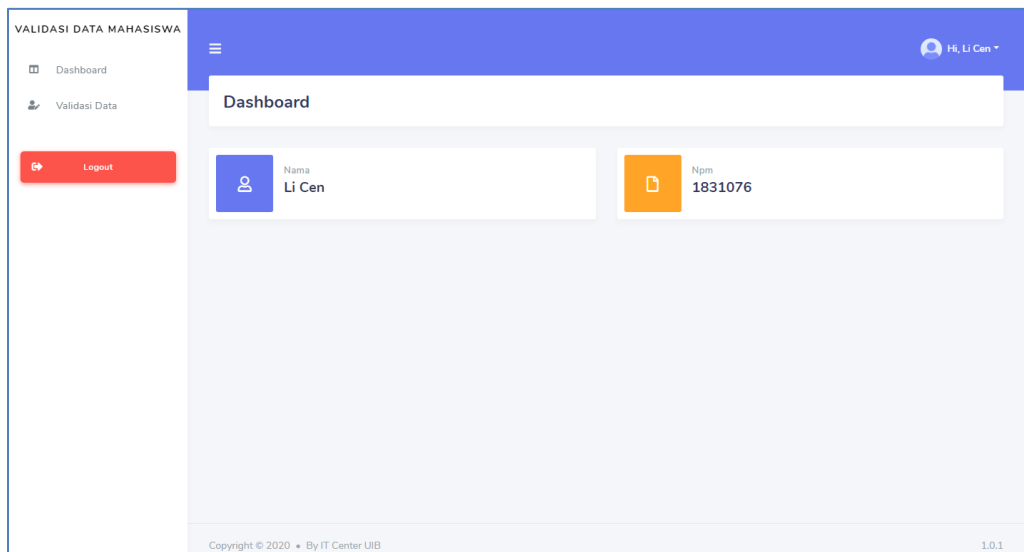 VALIDASI DATA MAHASISWA
Dashboard
Validasi Data
Logout
Hi, Li Cen
Dashboard
Nama
Li Cen
Npm
1831076
Copyright © 2020 • By IT Center UIB
1.0.1